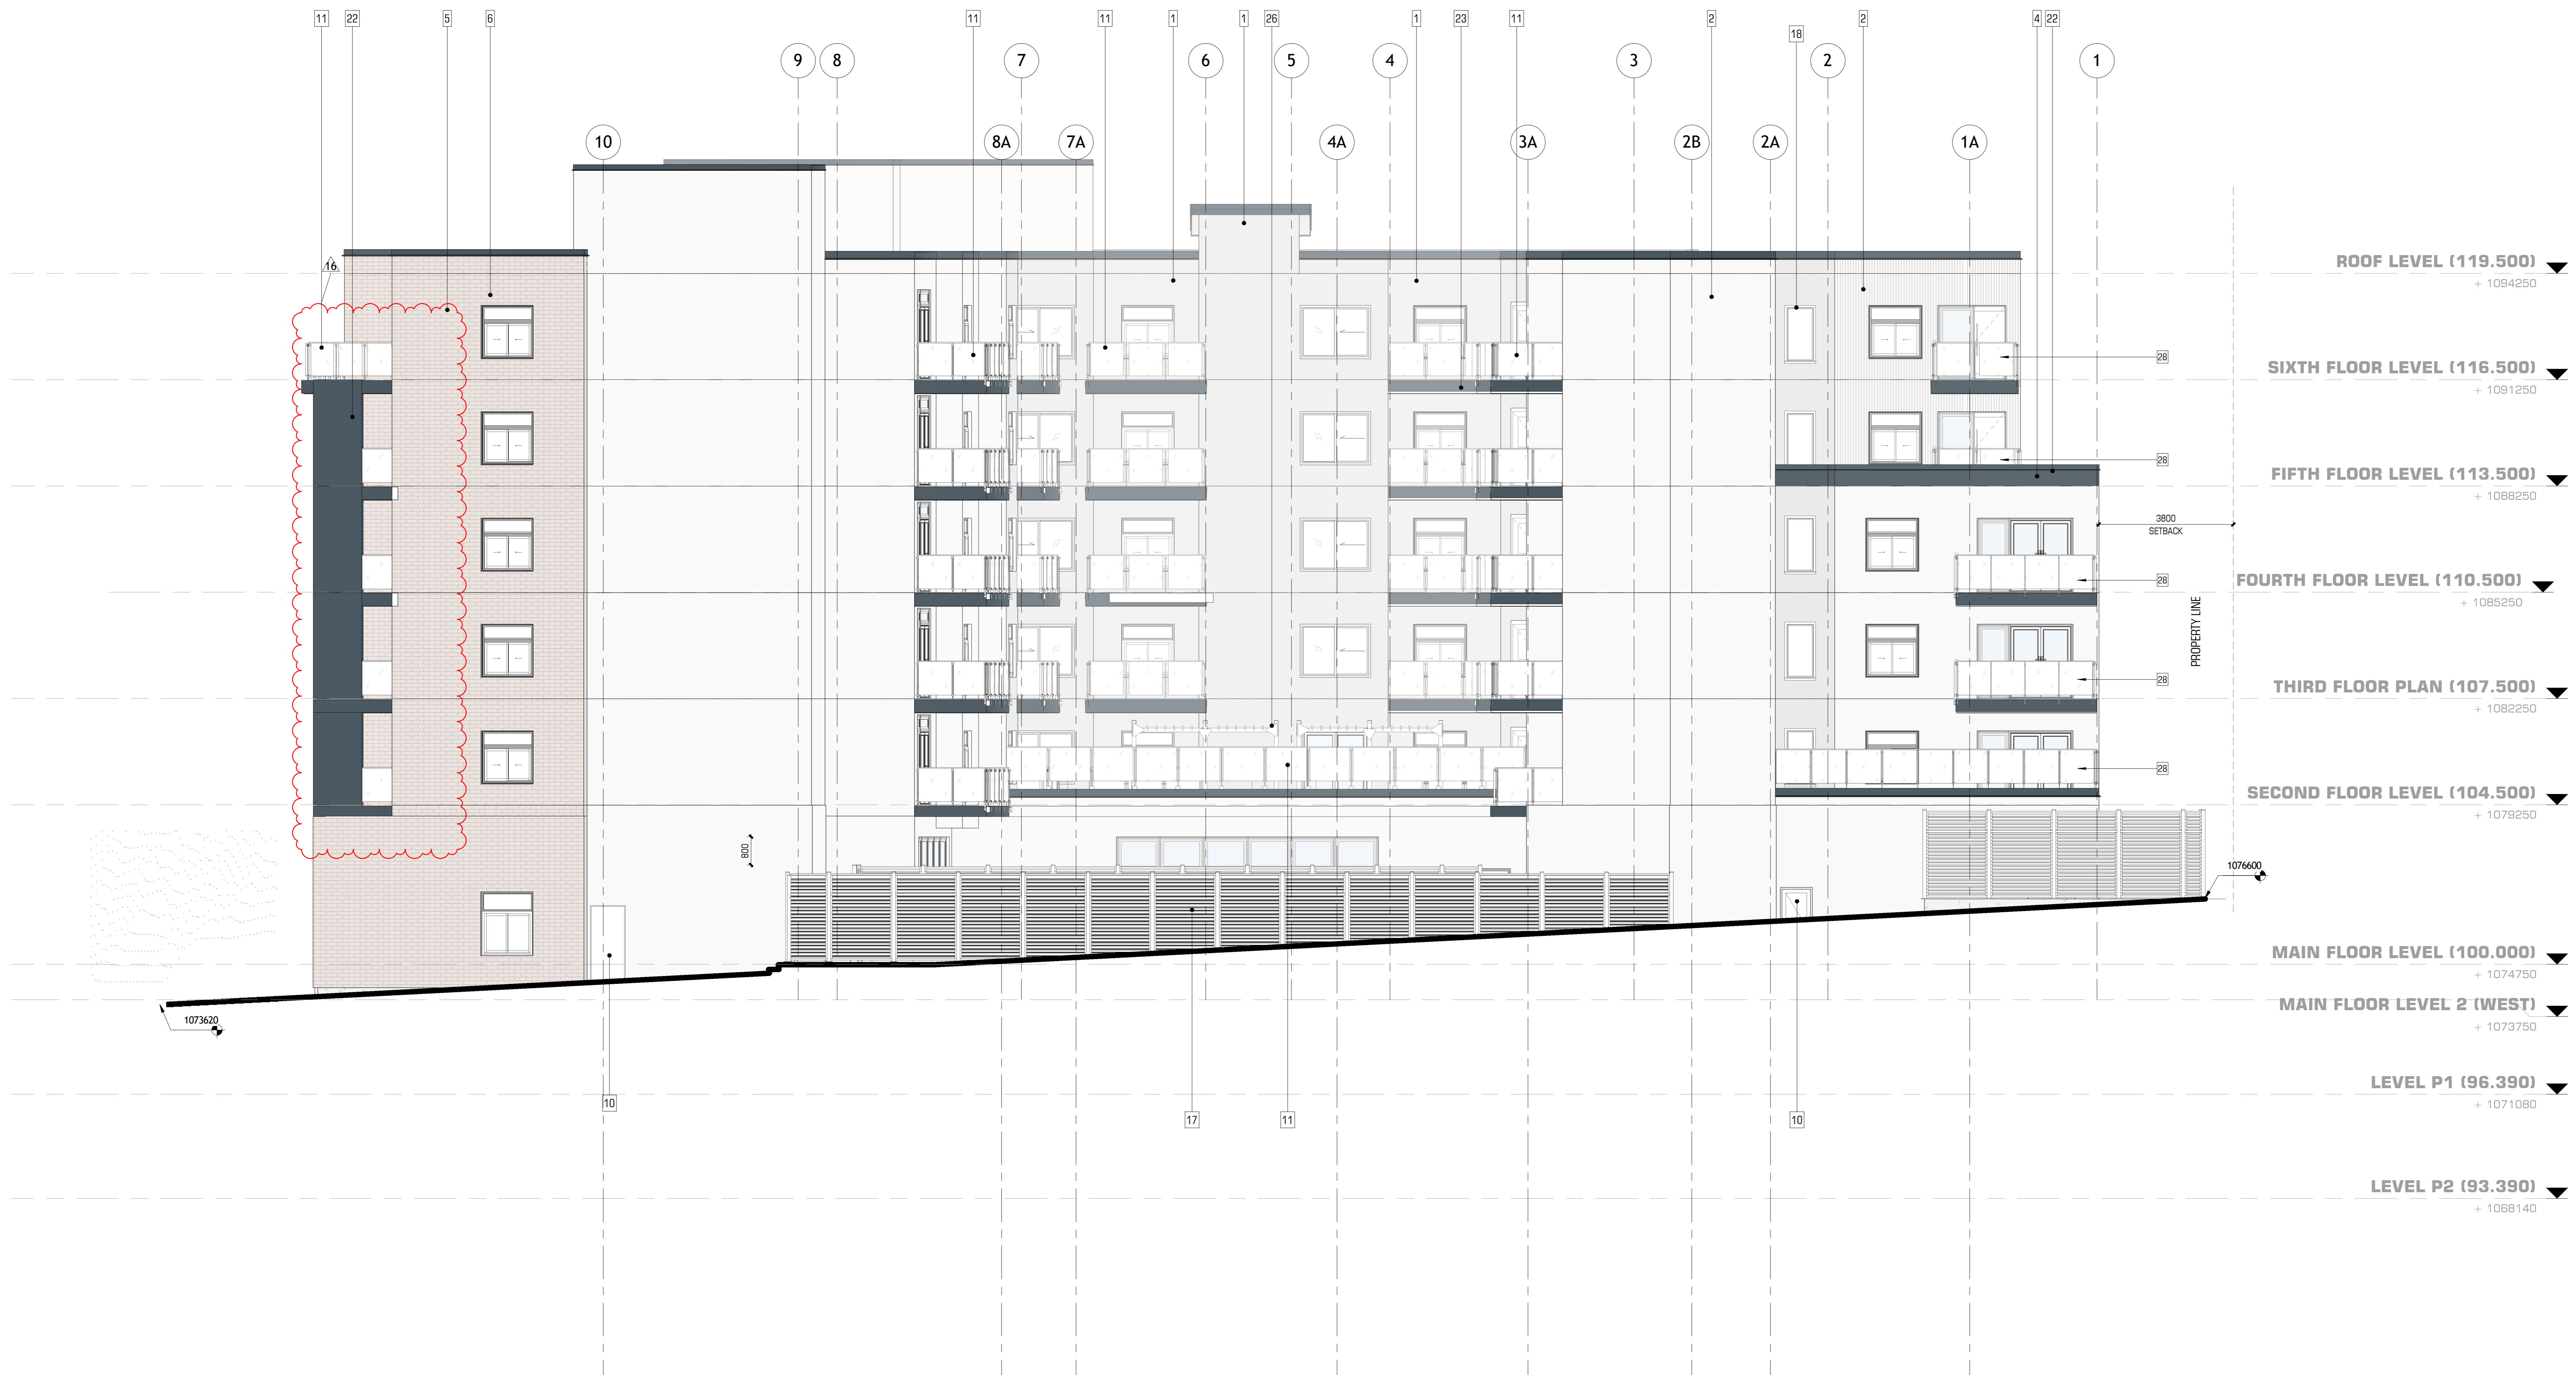 11 22 5 6 11 11 1 1 26 1 23 11 2 2 4 22
18
9 8 7 6 5 4 3 2 1
10 8A 7A 4A 3A 2B 2A 1A
16
ROOF LEVEL (119.500)
+ 1094250
28
SIXTH FLOOR LEVEL (116.500)
+ 1091250
28
FIFTH FLOOR LEVEL (113.500)
+ 1088250
3800
SETBACK
28
FOURTH FLOOR LEVEL (110.500)
+ 1085250
PROPERTY LINE
28
THIRD FLOOR PLAN (107.500)
+ 1082250
28
SECOND FLOOR LEVEL (104.500)
+ 1079250
800
1076600
MAIN FLOOR LEVEL (100.000)
+ 1074750
MAIN FLOOR LEVEL 2 (WEST)
+ 1073750
1073620
LEVEL P1 (96.390)
+ 1071080
10
17 11 10
LEVEL P2 (93.390)
+ 1068140